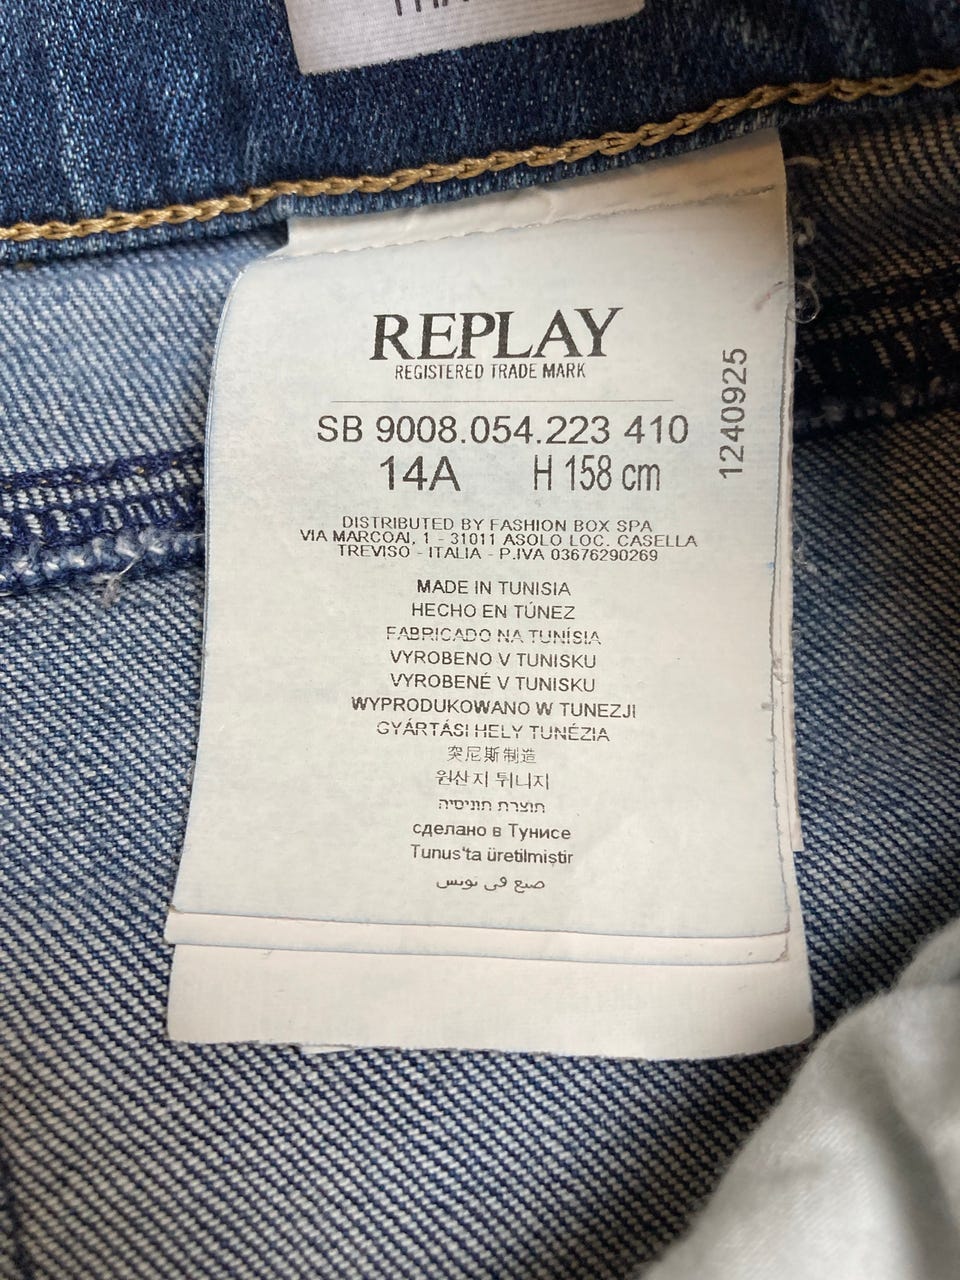 REPLAY
REGISTERED TRADE MARK
SB 9008.054.223 410
14A H 158 cm
1240925
DISTRIBUTED BY FASHION BOX SPA
VIA MARCOAI, 1 - 31011 ASOLO LOC. CASELLA
TREVISO - ITALIA - P.IVA 03676290269
MADE IN TUNISIA
HECHO EN TÚNEZ
FABRICADO NA TUNÍSIA
VYROBENO V TUNISKU
VYROBENÉ V TUNISKU
WYPRODUKOWANO W TUNEZJI
GYÁRTÁSI HELY TUNÉZIA
突尼斯制造
원산지 튀니지
תוצרת תוניסיה
сделано в Тунисе
Tunus'ta üretilmiştir
صنع في تونس